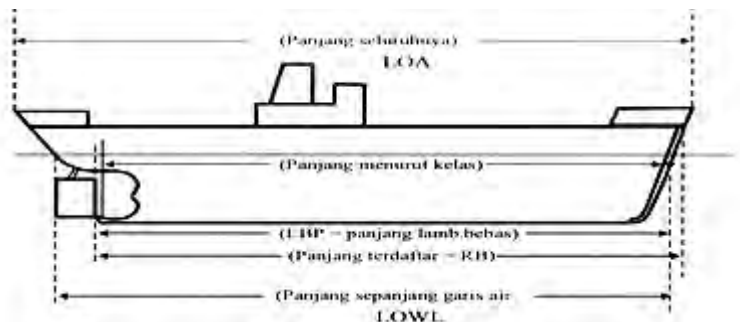 (Panjang seluruhnya)
LOA
(Panjang menurut kelas)
(LBP – panjang lamb.bebas)
(Panjang terdaftar – RB)
(Panjang sepanjang garis air
LOWL